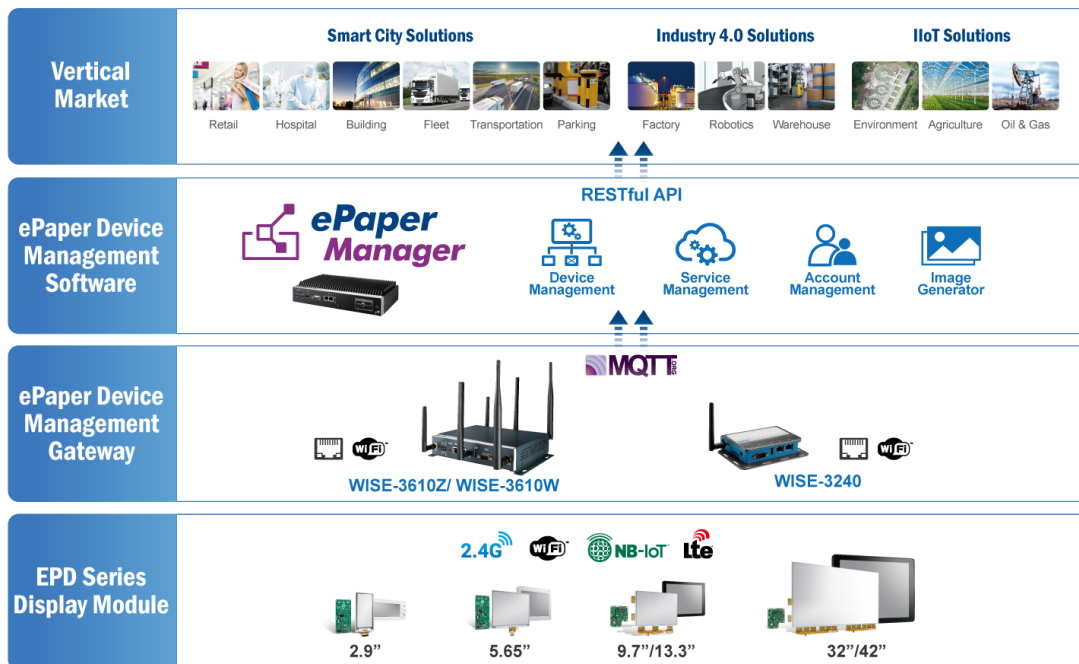 Vertical
Market
Smart City Solutions
Industry 4.0 Solutions
IIoT Solutions
Retail
Hospital
Building
Fleet
Transportation
Parking
Factory
Robotics
Warehouse
Environment
Agriculture
Oil & Gas
ePaper Device
Management
Software
RESTful API
ePaper
Manager
Device
Management
Service
Management
Account
Management
Image
Generator
ePaper Device
Management
Gateway
MQTT.ORG
WiFi
WISE-3610Z/ WISE-3610W
WiFi
WISE-3240
EPD Series
Display Module
2.4G
WiFi
NB-IoT
Lte
2.9”
5.65”
9.7”/13.3”
32”/42”